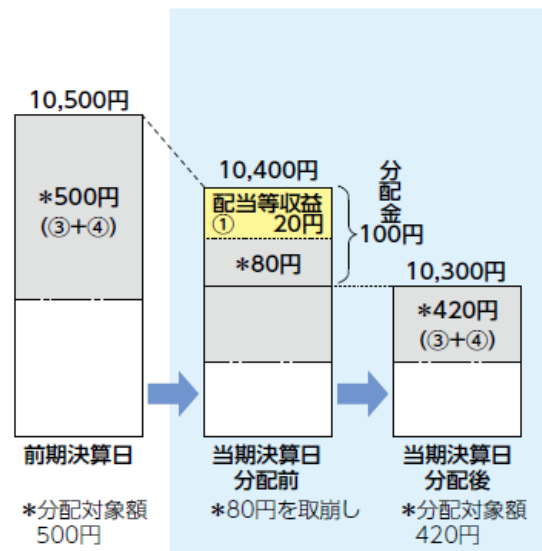 10,500円
*500円
(③+④)
前期決算日
*分配対象額
500円
10,400円
配当等収益
① 20円
*80円
分配金
100円
当期決算日
分配前
*80円を取崩し
10,300円
*420円
(③+④)
当期決算日
分配後
*分配対象額
420円